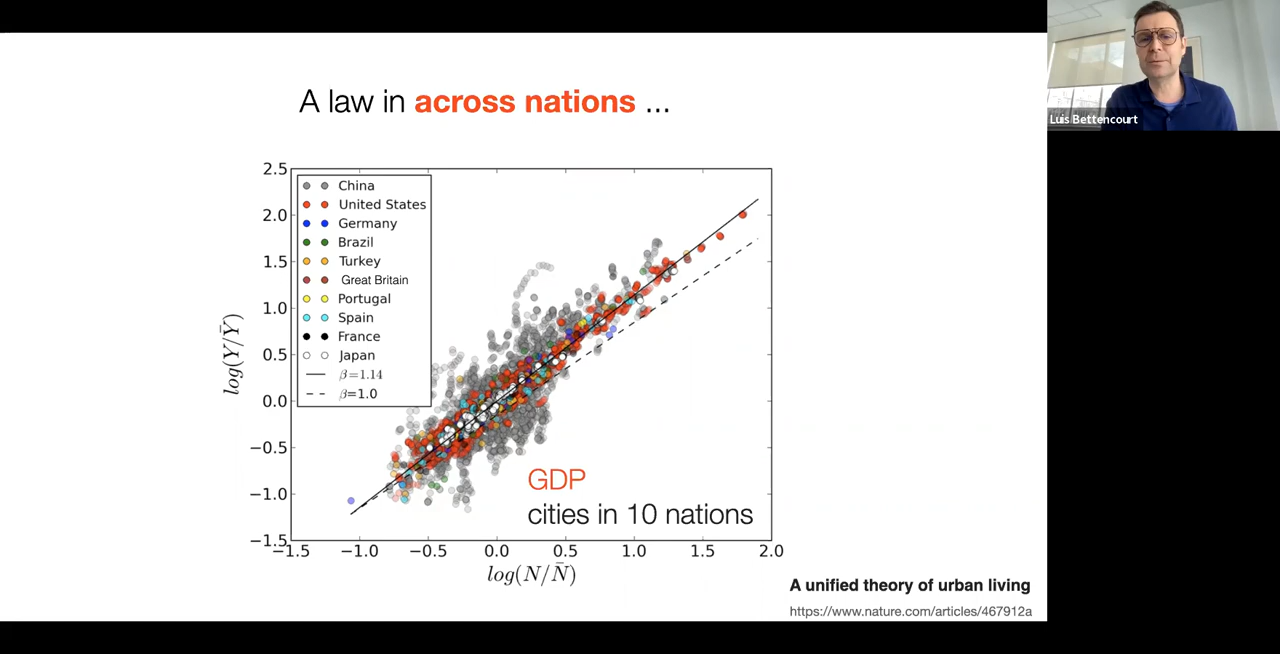 Luis Bettencourt
A law in across nations ...
2.5
2.0
1.5
1.0
0.5
0.0
−0.5
−1.0
−1.5
log(Y/Ȳ)
China
United States
Germany
Brazil
Turkey
Great Britain
Portugal
Spain
France
Japan
β=1.14
β=1.0
GDP
cities in 10 nations
−1.5 −1.0 −0.5 0.0 0.5 1.0 1.5 2.0
log(N/N̄)
A unified theory of urban living
https://www.nature.com/articles/467912a